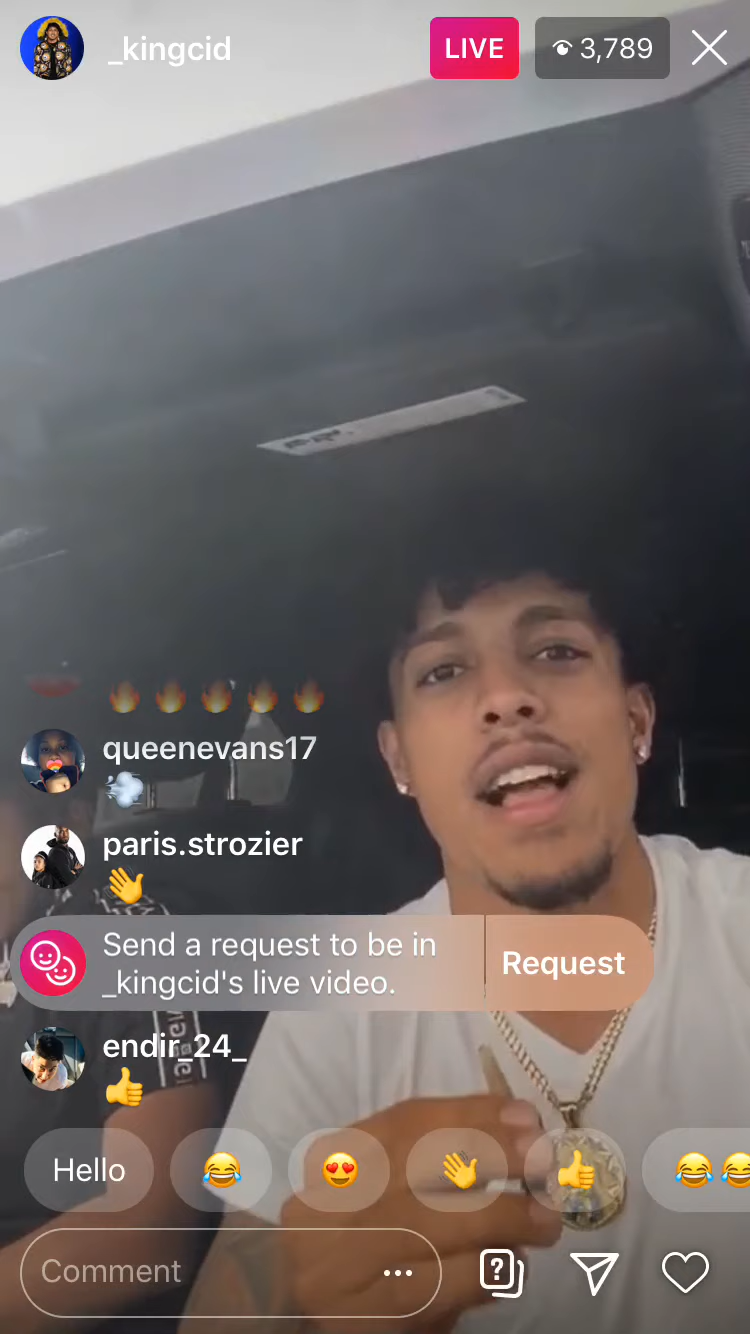 _kingcid
LIVE
3,789
🔥🔥🔥🔥🔥
queenevans17
💨
paris.strozier
👋
Send a request to be in
_kingcid's live video.
Request
endir_24_
👍
Hello 😂 😍 👋 👍 😂😂
Comment